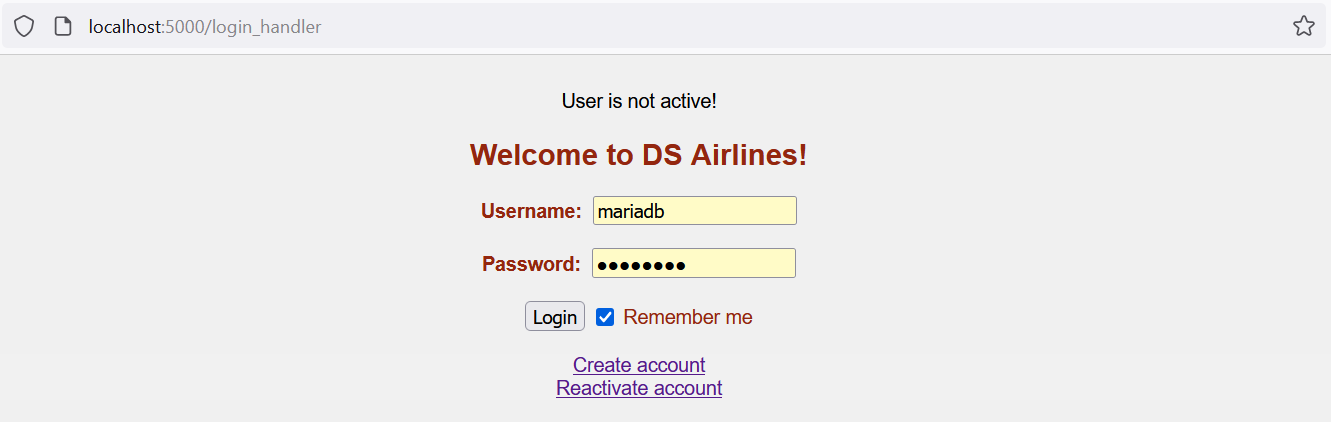 localhost:5000/login_handler
User is not active!
Welcome to DS Airlines!
Username: mariadb
Password: ●●●●●●●●
Login Remember me
Create account
Reactivate account